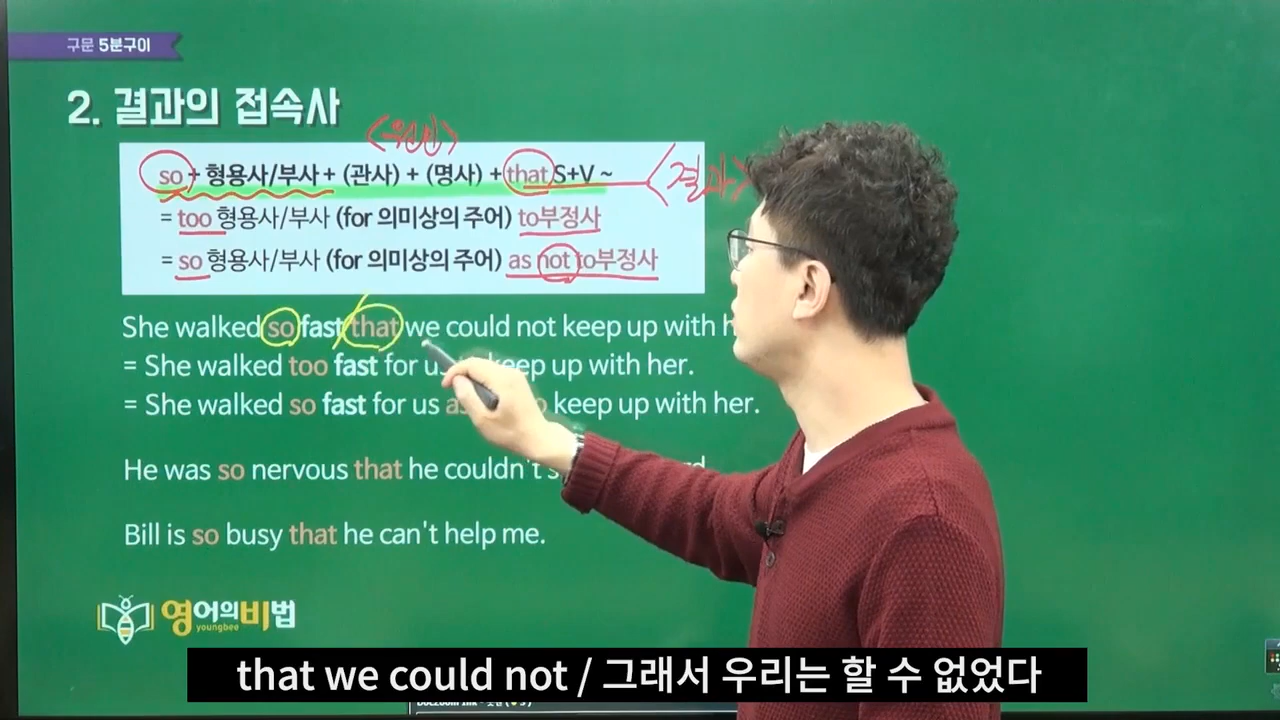 구문 5분구이
2. 결과의 접속사
<원인>
so + 형용사/부사 + (관사) + (명사) + that S+V ~
<결과>
= too 형용사/부사 (for 의미상의 주어) to부정사
= so 형용사/부사 (for 의미상의 주어) as not to부정사
She walked so fast that we could not keep up with
= She walked too fast for us keep up with her.
= She walked so fast for us keep up with her.
He was so nervous that he couldn't
Bill is so busy that he can't help me.
영어의비법
youngbee
that we could not / 그래서 우리는 할 수 없었다